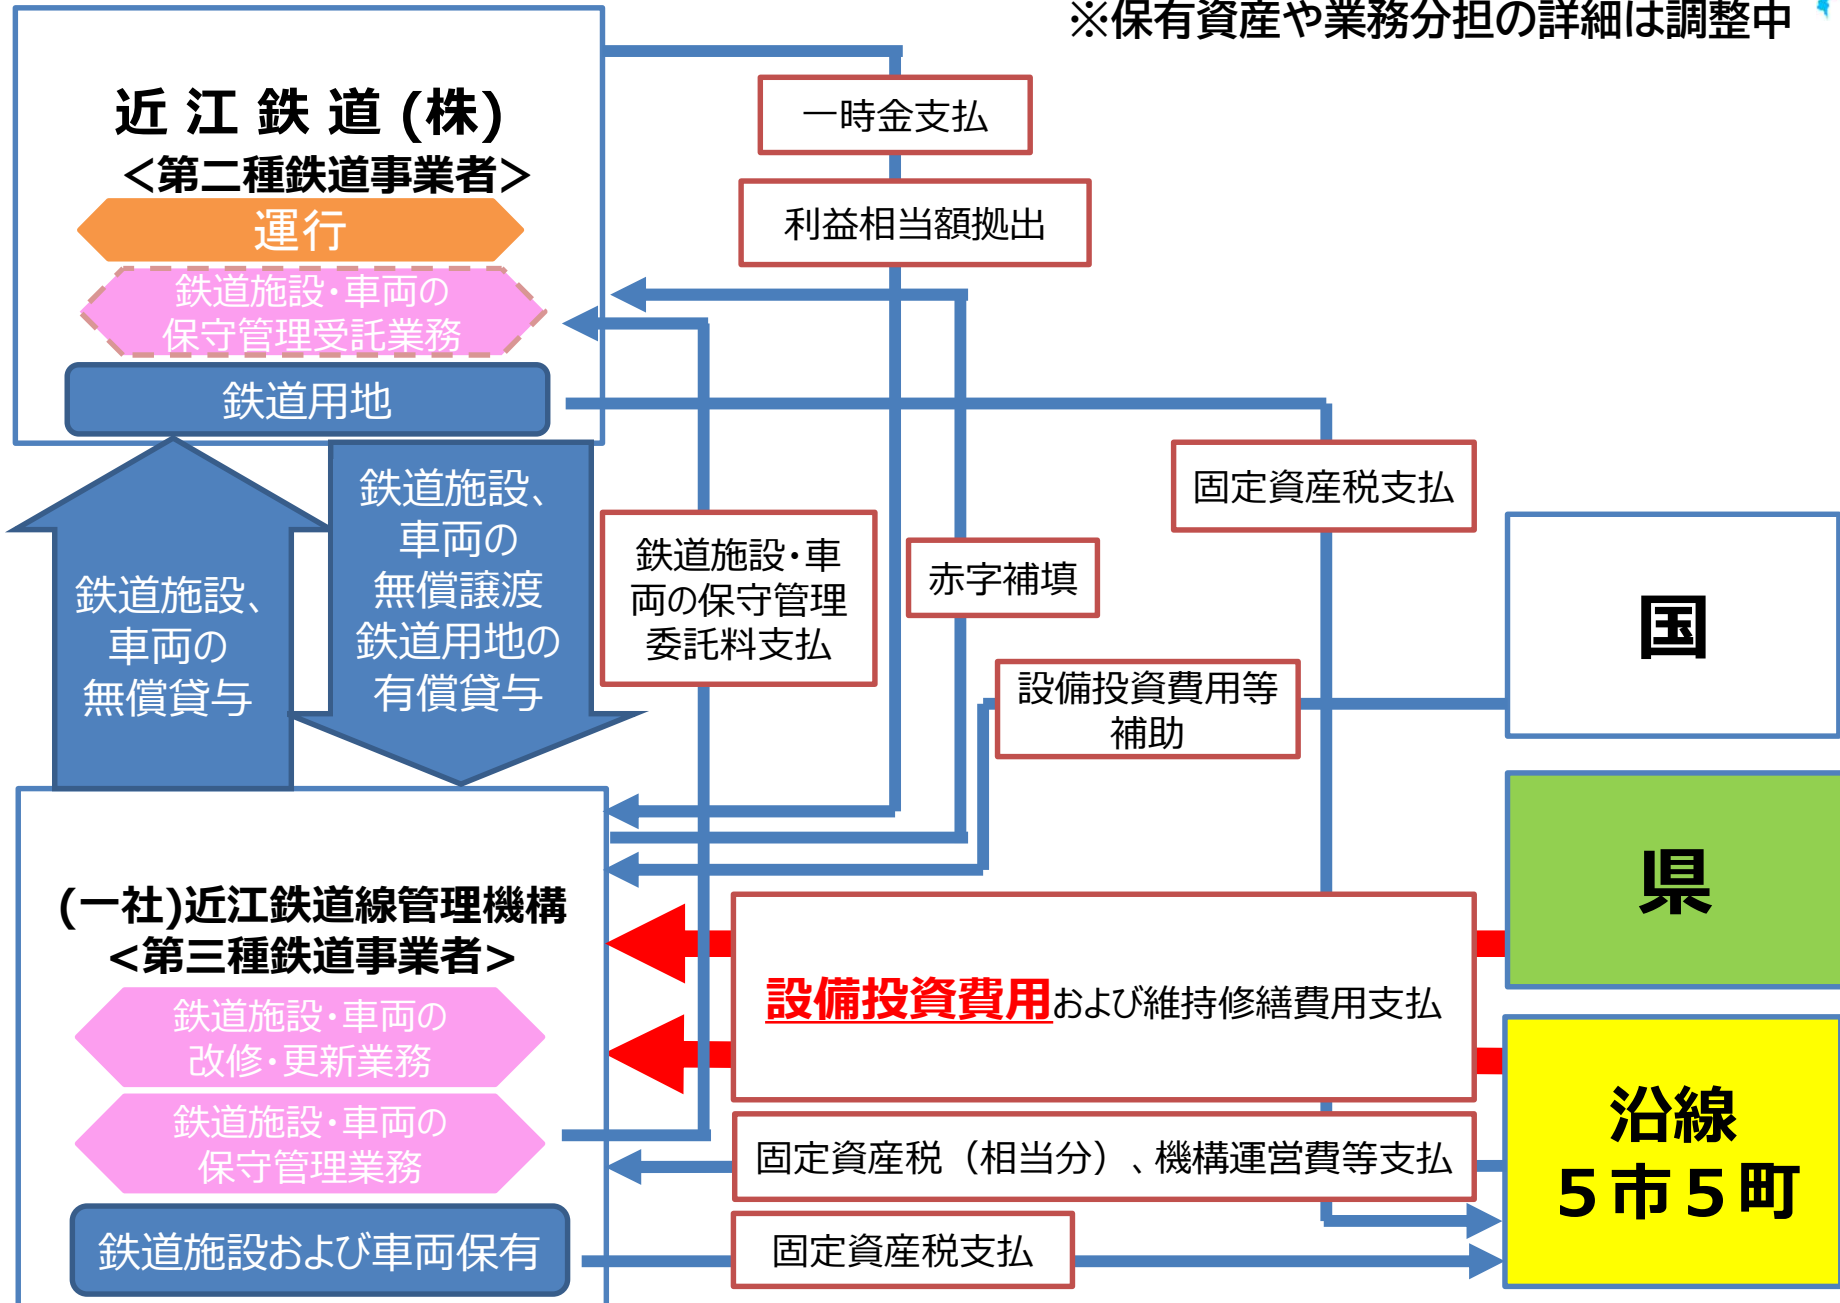 ※保有資産や業務分担の詳細は調整中
近江鉄道(株)
<第二種鉄道事業者>
運行
鉄道施設・車両の
保守管理受託業務
鉄道用地
一時金支払
利益相当額拠出
固定資産税支払
鉄道施設、
車両の
無償貸与
鉄道施設、
車両の
無償譲渡
鉄道用地の
有償貸与
鉄道施設・車
両の保守管理
委託料支払
赤字補填
設備投資費用等
補助
国
県
沿線
5市5町
(一社)近江鉄道線管理機構
<第三種鉄道事業者>
鉄道施設・車両の
改修・更新業務
鉄道施設・車両の
保守管理業務
鉄道施設および車両保有
設備投資費用および維持修繕費用支払
固定資産税（相当分）、機構運営費等支払
固定資産税支払